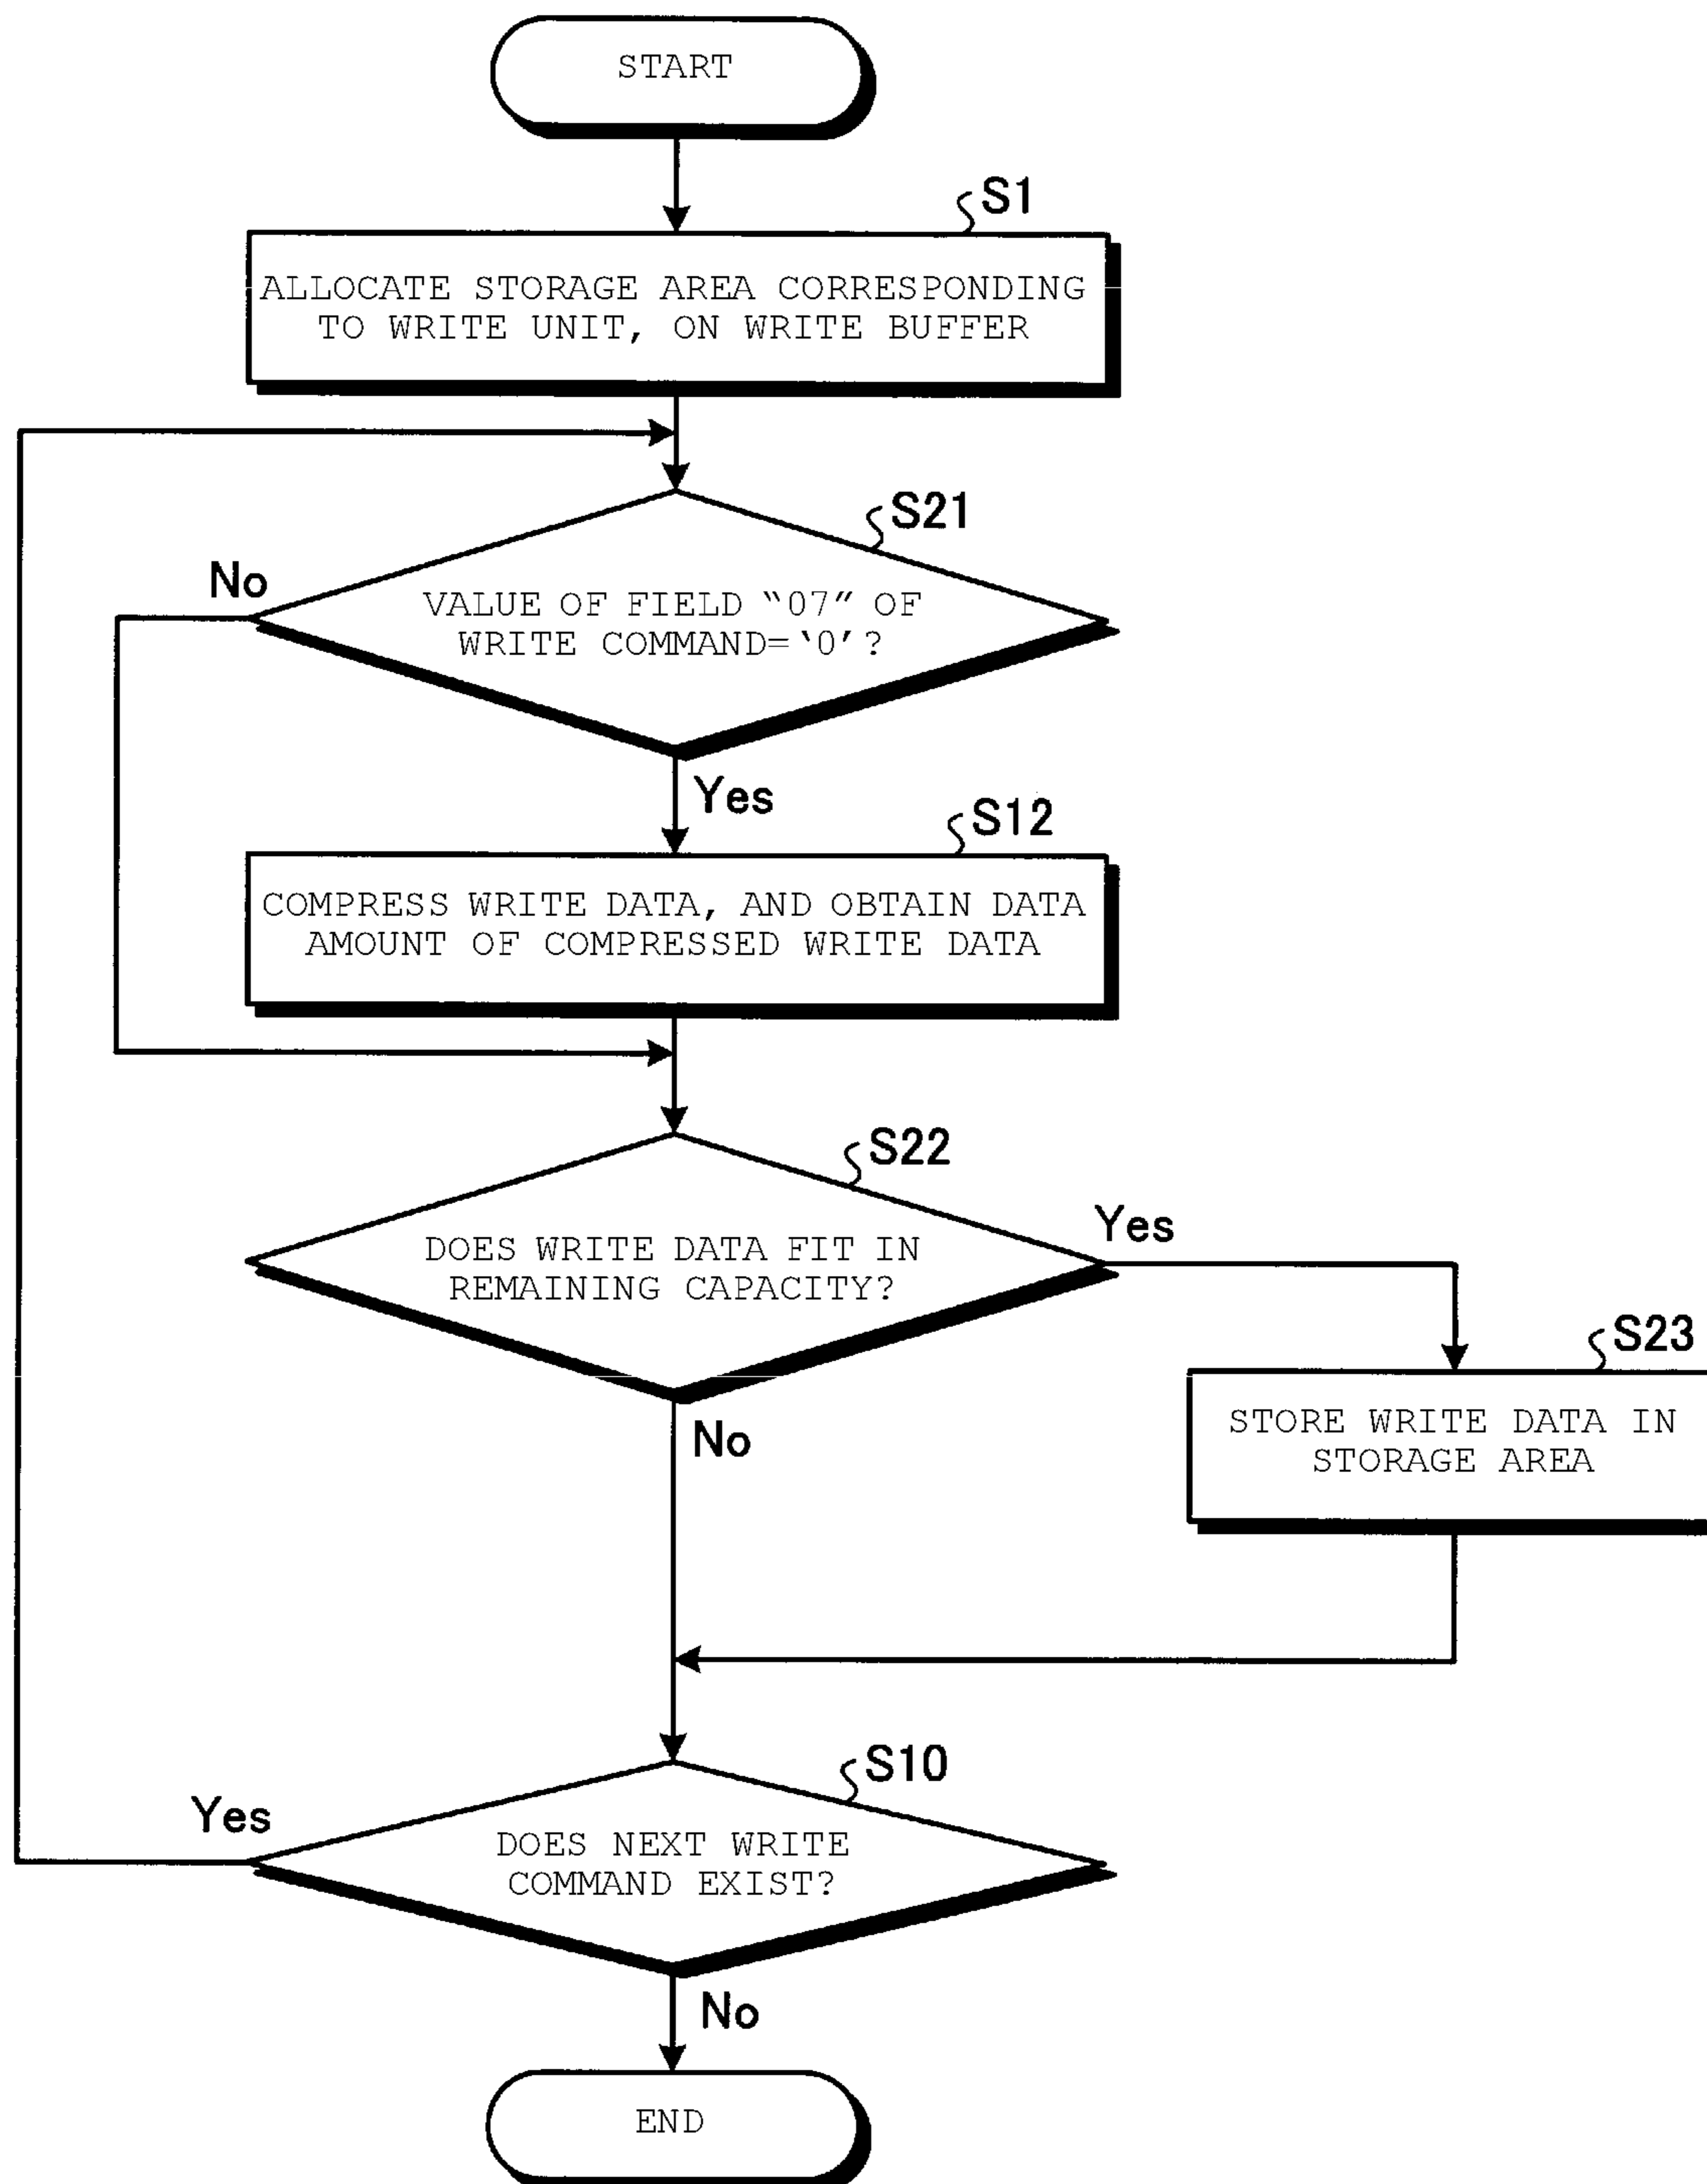 START
S1
ALLOCATE STORAGE AREA CORRESPONDING
TO WRITE UNIT, ON WRITE BUFFER
S21
No
VALUE OF FIELD “07” OF
WRITE COMMAND=‘0’?
Yes
S12
COMPRESS WRITE DATA, AND OBTAIN DATA
AMOUNT OF COMPRESSED WRITE DATA
S22
Yes
DOES WRITE DATA FIT IN
REMAINING CAPACITY?
S23
No
STORE WRITE DATA IN
STORAGE AREA
S10
Yes
DOES NEXT WRITE
COMMAND EXIST?
No
END